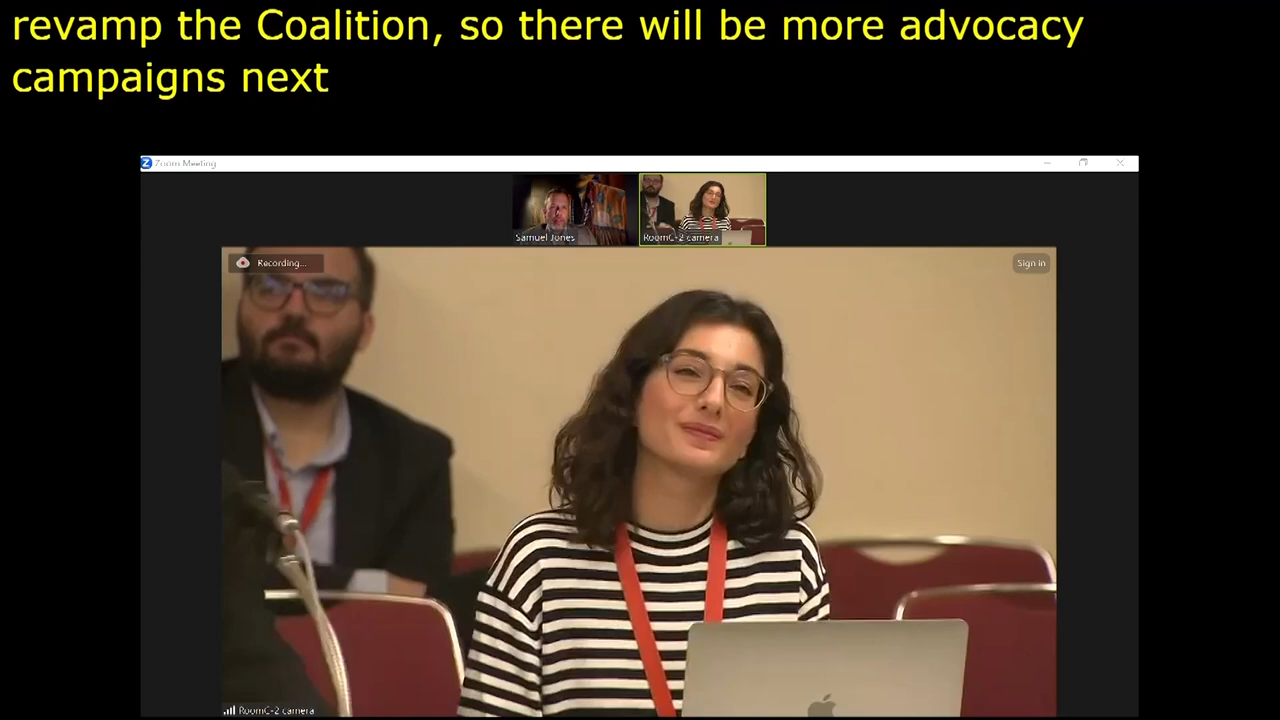 revamp the Coalition, so there will be more advocacy
campaigns next
Zoom Meeting
Samuel Jones
RoomC-2 camera
Recording...
Sign in
RoomC-2 camera